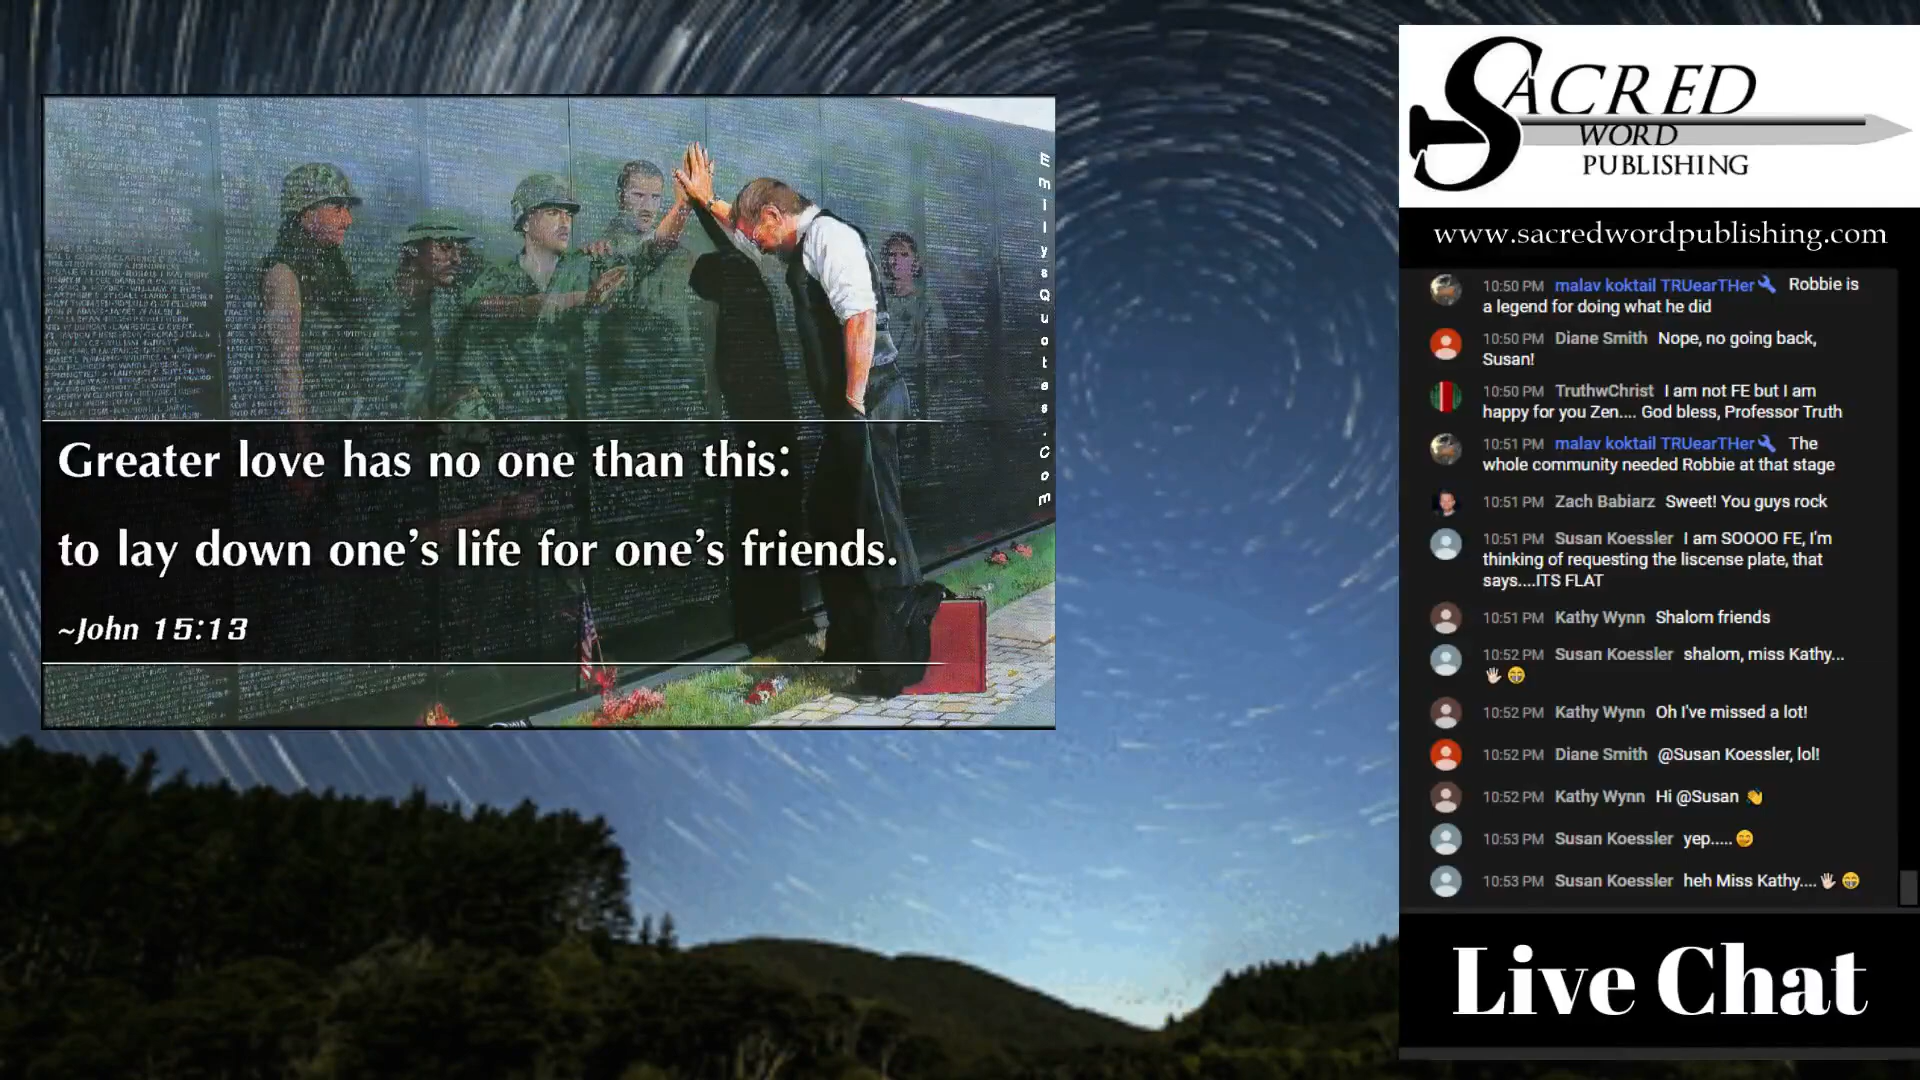 Greater love has no one than this:
to lay down one's life for one's friends.
~John 15:13
EmilysQuotes.Com
SACRED
WORD
PUBLISHING
www.sacredwordpublishing.com
10:50 PM malav koktail TRUearTHer Robbie is
a legend for doing what he did
10:50 PM Diane Smith Nope, no going back,
Susan!
10:50 PM TruthwChrist I am not FE but I am
happy for you Zen.... God bless, Professor Truth
10:51 PM malav koktail TRUearTHer The
whole community needed Robbie at that stage
10:51 PM Zach Babiarz Sweet! You guys rock
10:51 PM Susan Koessler I am SOOOO FE, I'm
thinking of requesting the liscense plate, that
says....ITS FLAT
10:51 PM Kathy Wynn Shalom friends
10:52 PM Susan Koessler shalom, miss Kathy...
🖐😁
10:52 PM Kathy Wynn Oh I've missed a lot!
10:52 PM Diane Smith @Susan Koessler, lol!
10:52 PM Kathy Wynn Hi @Susan 👋
10:53 PM Susan Koessler yep.....😊
10:53 PM Susan Koessler heh Miss Kathy....🖐😁
Live Chat